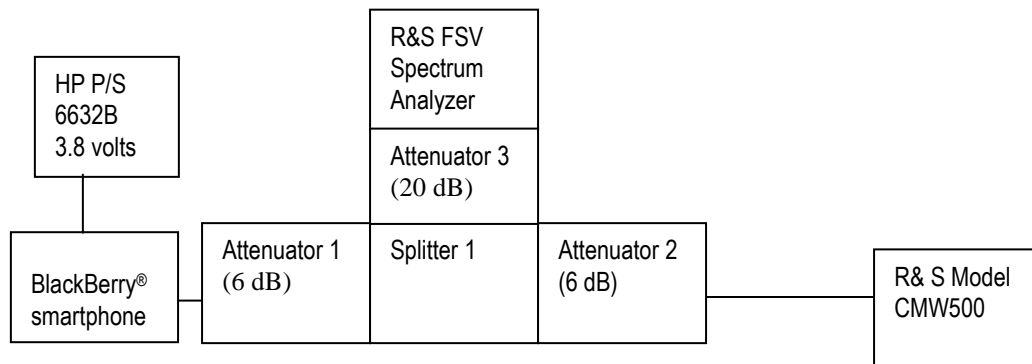 R&S FSV
Spectrum
Analyzer
HP P/S
6632B
3.8 volts
Attenuator 3
(20 dB)
BlackBerry®
smartphone
Attenuator 1
(6 dB)
Splitter 1
Attenuator 2
(6 dB)
R& S Model
CMW500